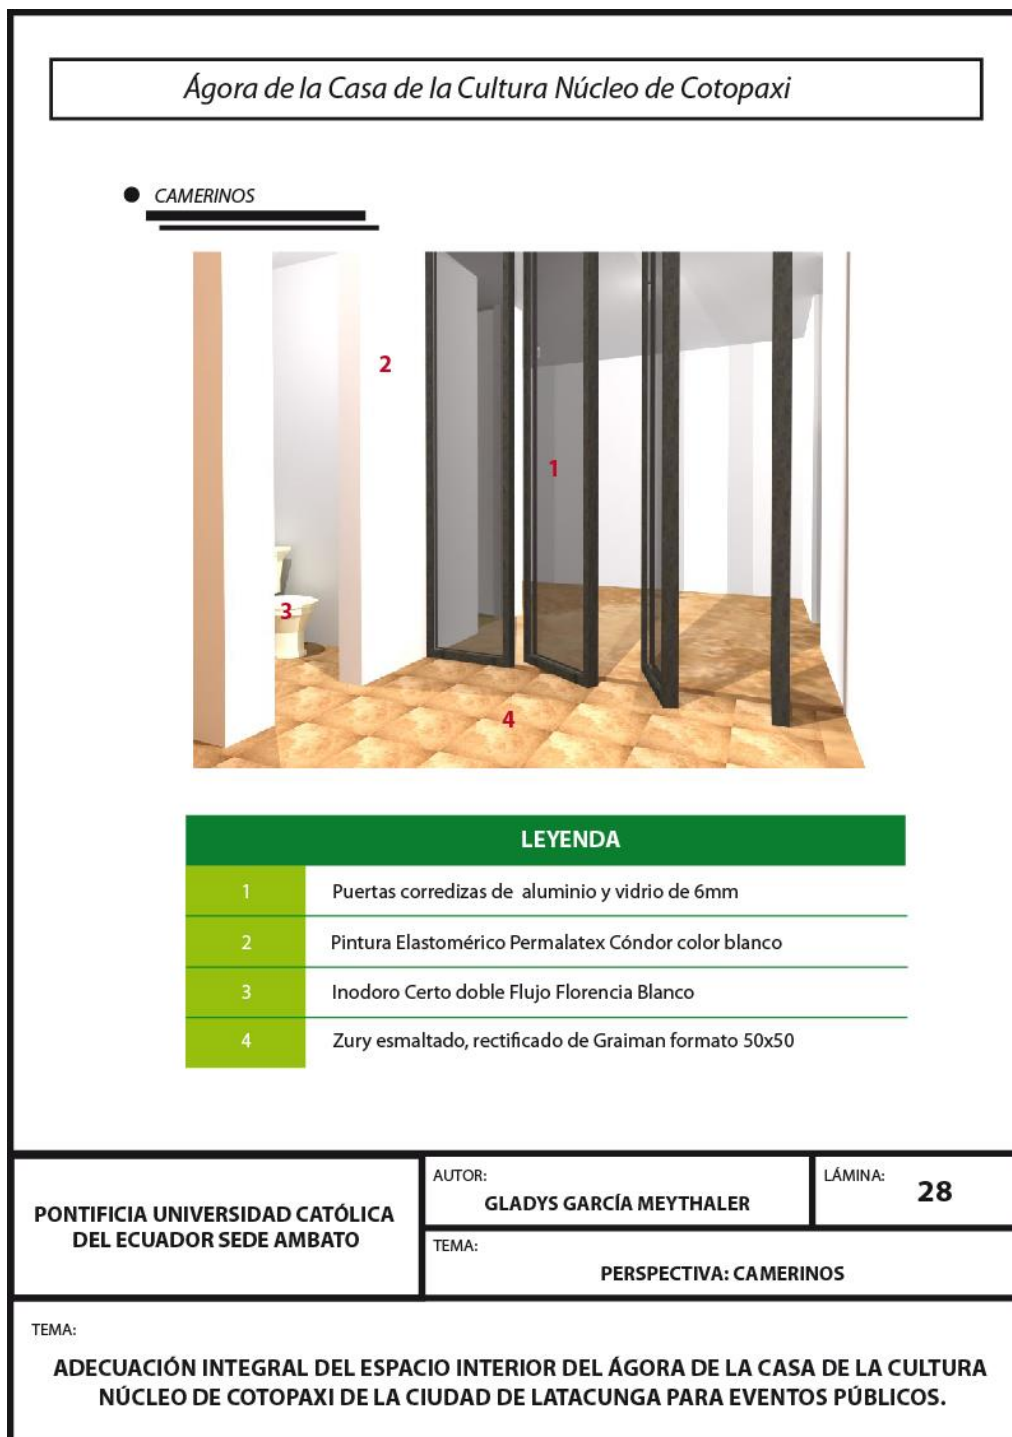 Ágora de la Casa de la Cultura Núcleo de Cotopaxi
CAMERINOS
2
1
3
4
LEYENDA
1 Puertas corredizas de aluminio y vidrio de 6mm
2 Pintura Elastomérico Permalatex Cóndor color blanco
3 Inodoro Certo doble Flujo Florencia Blanco
4 Zury esmaltado, rectificado de Graiman formato 50x50
PONTIFICIA UNIVERSIDAD CATÓLICA
DEL ECUADOR SEDE AMBATO
AUTOR:
GLADYS GARCÍA MEYTHALER
LÁMINA: 28
TEMA:
PERSPECTIVA: CAMERINOS
TEMA:
ADECUACIÓN INTEGRAL DEL ESPACIO INTERIOR DEL ÁGORA DE LA CASA DE LA CULTURA
NÚCLEO DE COTOPAXI DE LA CIUDAD DE LATACUNGA PARA EVENTOS PÚBLICOS.